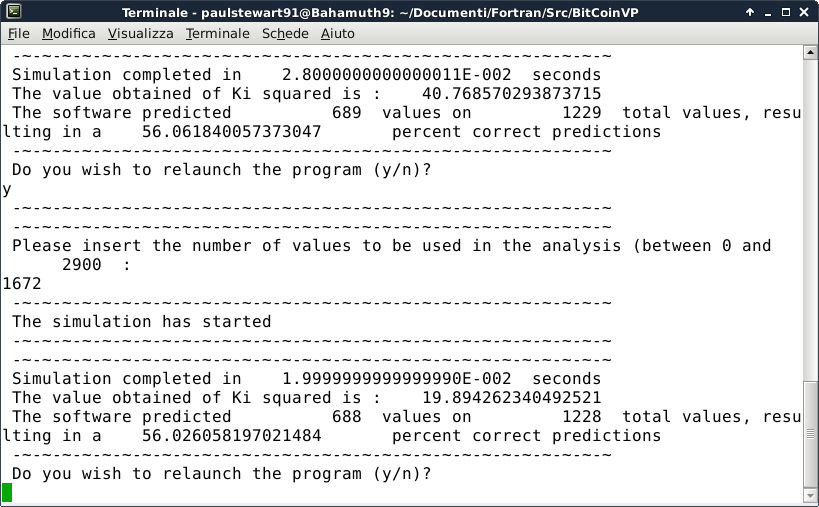 Terminale - paulstewart91@Bahamuth9: ~/Documenti/Fortran/Src/BitCoinVP
File Modifica Visualizza Terminale Schede Aiuto
-~-~-~-~-~-~-~-~-~-~-~-~-~-~-~-~-~-~-~-~-~-~-~-~-~-~-~-~-~-~
Simulation completed in    2.8000000000000011E-002  seconds
The value obtained of Ki squared is :    40.768570293873715
The software predicted          689  values on         1229  total values, resu
lting in a    56.061840057373047       percent correct predictions
-~-~-~-~-~-~-~-~-~-~-~-~-~-~-~-~-~-~-~-~-~-~-~-~-~-~-~-~-~-~
Do you wish to relaunch the program (y/n)?
y
-~-~-~-~-~-~-~-~-~-~-~-~-~-~-~-~-~-~-~-~-~-~-~-~-~-~-~-~-~-~
-~-~-~-~-~-~-~-~-~-~-~-~-~-~-~-~-~-~-~-~-~-~-~-~-~-~-~-~-~-~
Please insert the number of values to be used in the analysis (between 0 and
2900  :
1672
-~-~-~-~-~-~-~-~-~-~-~-~-~-~-~-~-~-~-~-~-~-~-~-~-~-~-~-~-~-~
The simulation has started
-~-~-~-~-~-~-~-~-~-~-~-~-~-~-~-~-~-~-~-~-~-~-~-~-~-~-~-~-~-~
-~-~-~-~-~-~-~-~-~-~-~-~-~-~-~-~-~-~-~-~-~-~-~-~-~-~-~-~-~-~
Simulation completed in    1.9999999999999990E-002  seconds
The value obtained of Ki squared is :    19.894262340492521
The software predicted          688  values on         1228  total values, resu
lting in a    56.026058197021484       percent correct predictions
-~-~-~-~-~-~-~-~-~-~-~-~-~-~-~-~-~-~-~-~-~-~-~-~-~-~-~-~-~-~
Do you wish to relaunch the program (y/n)?